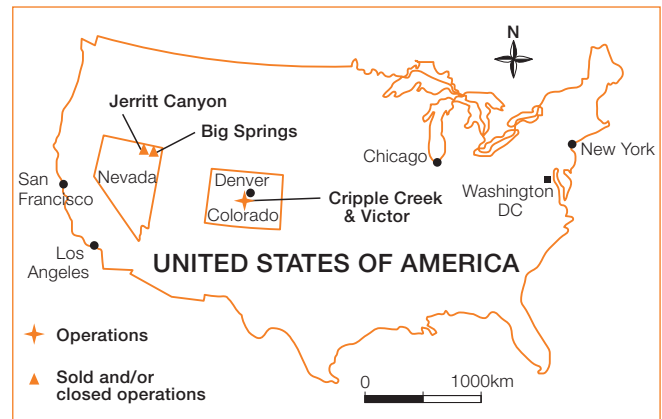 N
Jerritt Canyon
Big Springs
Nevada
San
Francisco
Los
Angeles
Denver
Colorado
Cripple Creek
& Victor
Chicago
New York
Washington
DC
UNITED STATES OF AMERICA
Operations
Sold and/or
closed operations
0
1000km